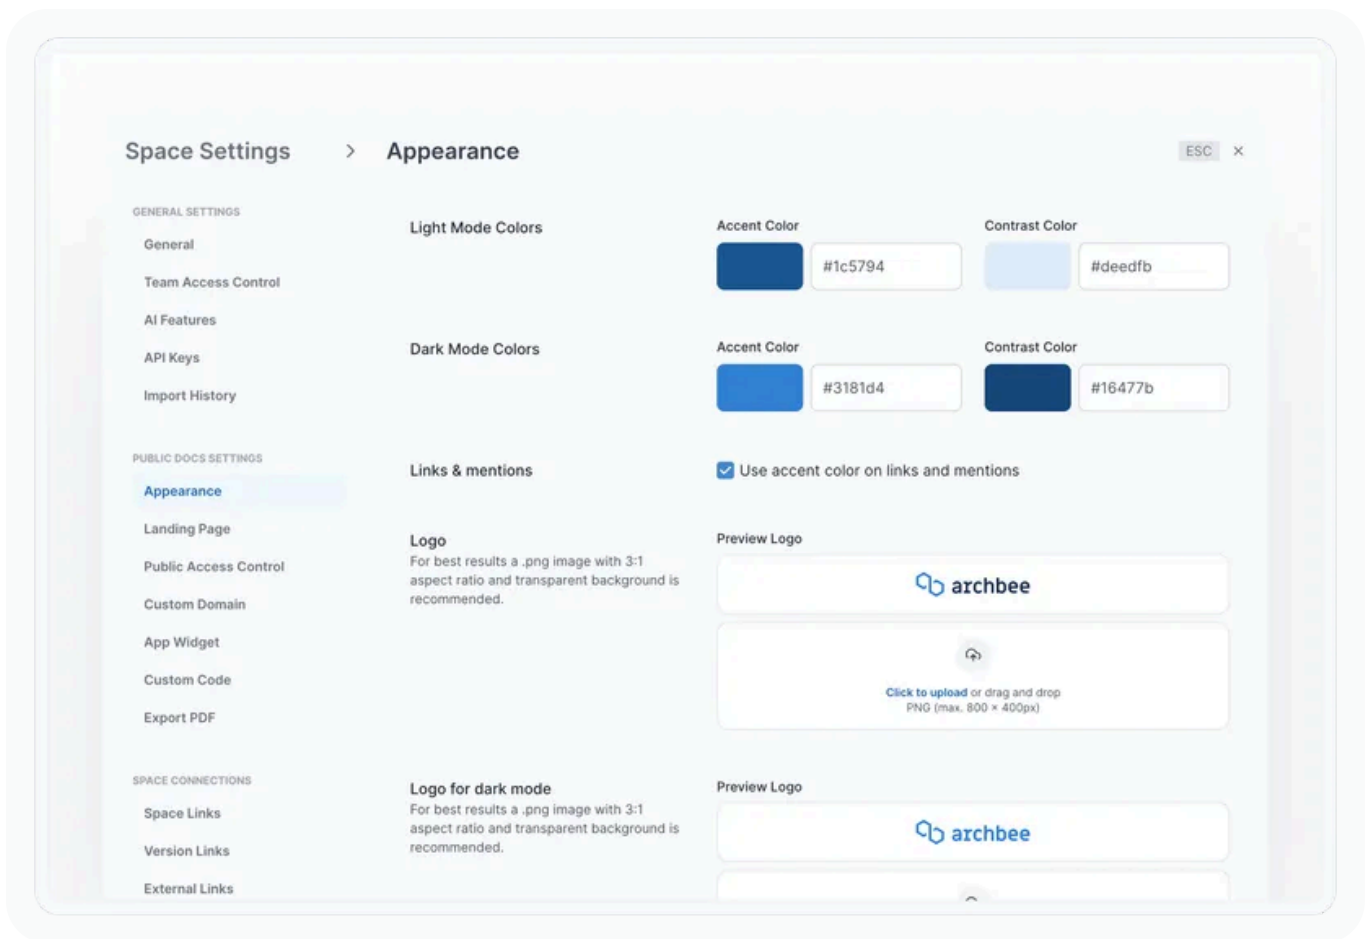 Space Settings > Appearance
ESC ×
GENERAL SETTINGS
General
Team Access Control
AI Features
API Keys
Import History
PUBLIC DOCS SETTINGS
Appearance
Landing Page
Public Access Control
Custom Domain
App Widget
Custom Code
Export PDF
SPACE CONNECTIONS
Space Links
Version Links
External Links
Light Mode Colors
Accent Color
#1c5794
Contrast Color
#deedfb
Dark Mode Colors
Accent Color
#3181d4
Contrast Color
#16477b
Links & mentions
Use accent color on links and mentions
Logo
For best results a .png image with 3:1
aspect ratio and transparent background is
recommended.
Preview Logo
archbee
Click to upload or drag and drop
PNG (max. 800 × 400px)
Logo for dark mode
For best results a .png image with 3:1
aspect ratio and transparent background is
recommended.
Preview Logo
archbee